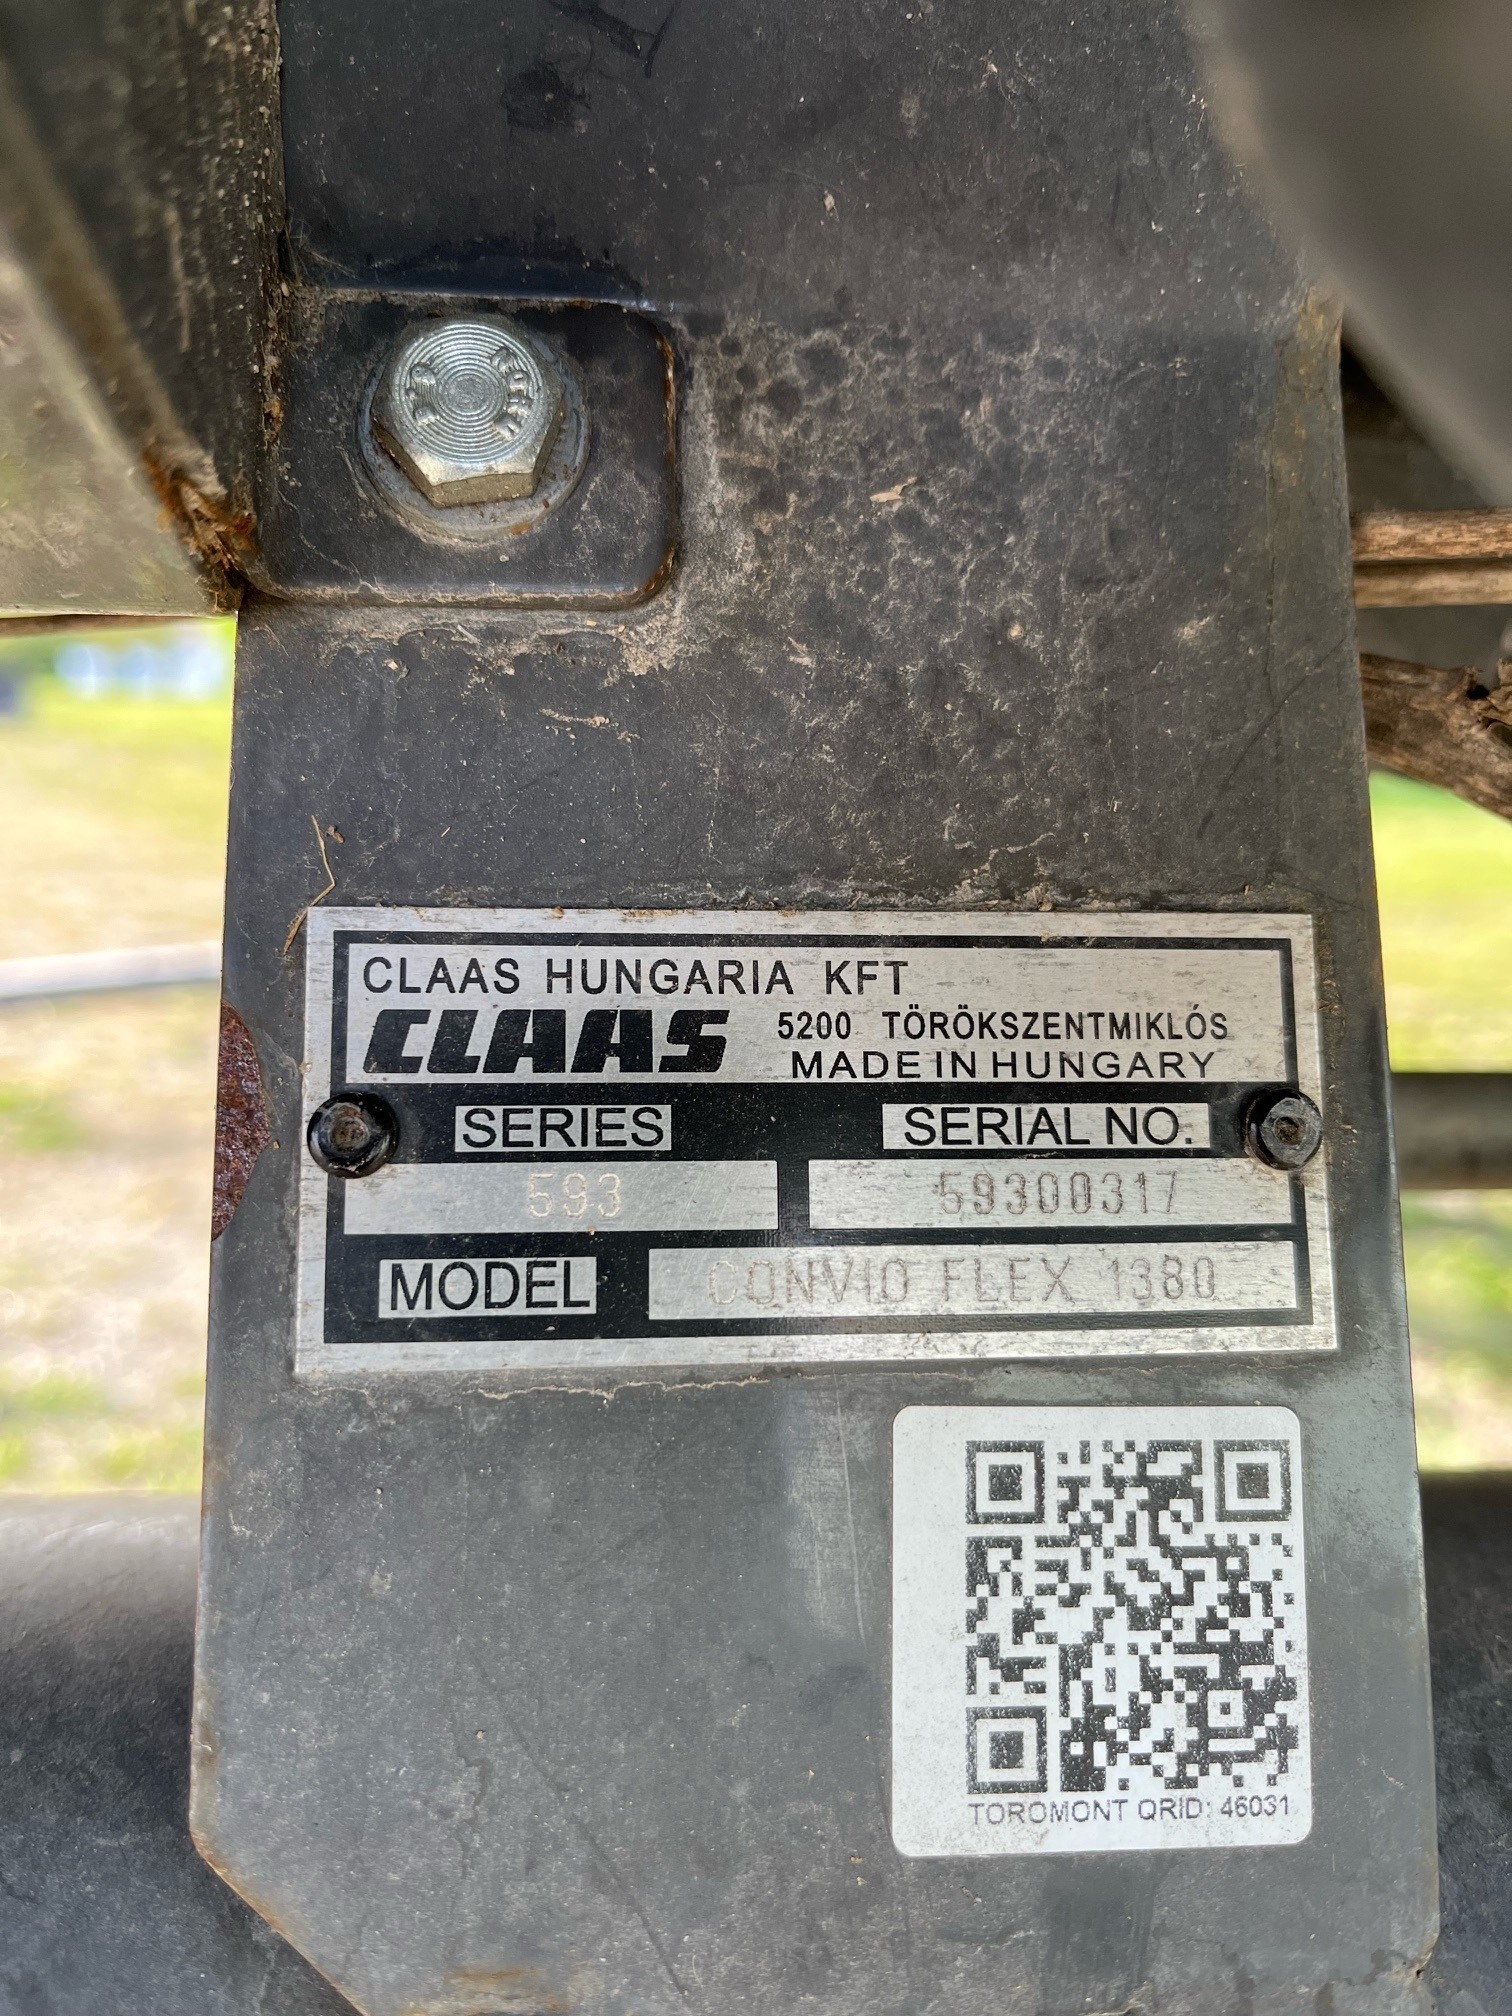 CLAAS HUNGARIA KFT
CLAAS 5200 TÖRÖKSZENTMIKLÓS
MADE IN HUNGARY
SERIES SERIAL NO.
593 59300317
MODEL CONVIO FLEX 1380
TOROMONT QRID: 46031